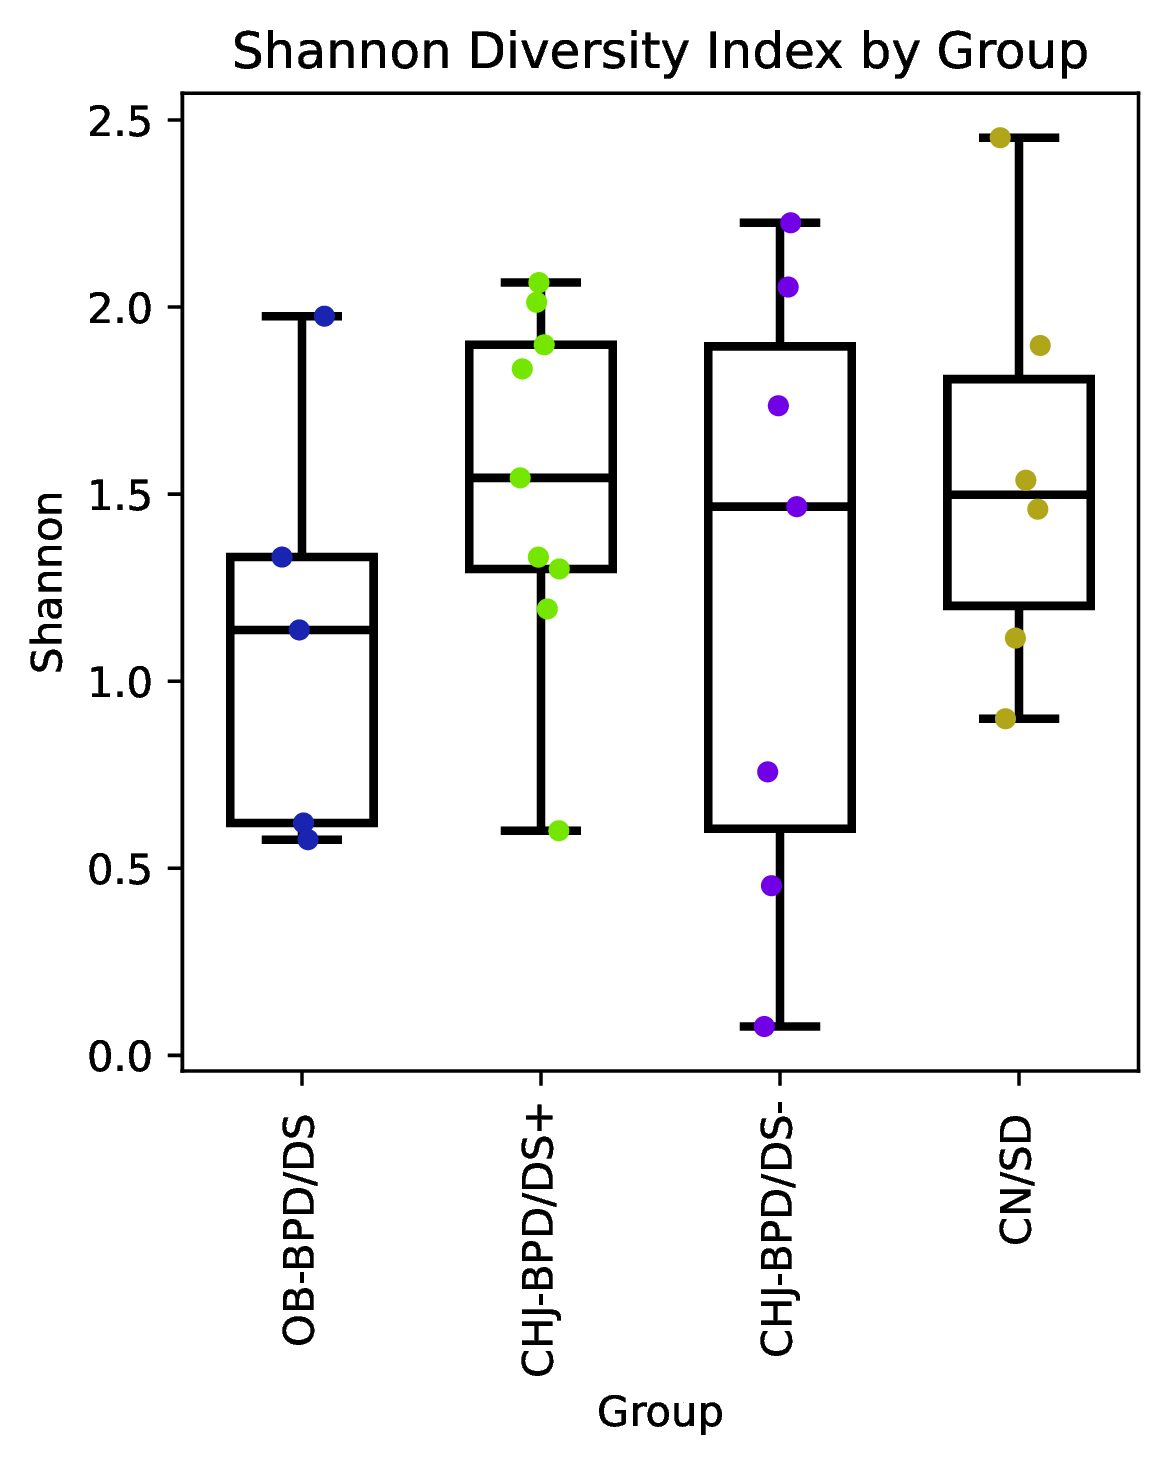 Shannon Diversity Index by Group
2.5
2.0
1.5
1.0
0.5
0.0
Shannon
OB-BPD/DS
CHJ-BPD/DS+
CHJ-BPD/DS-
CN/SD
Group